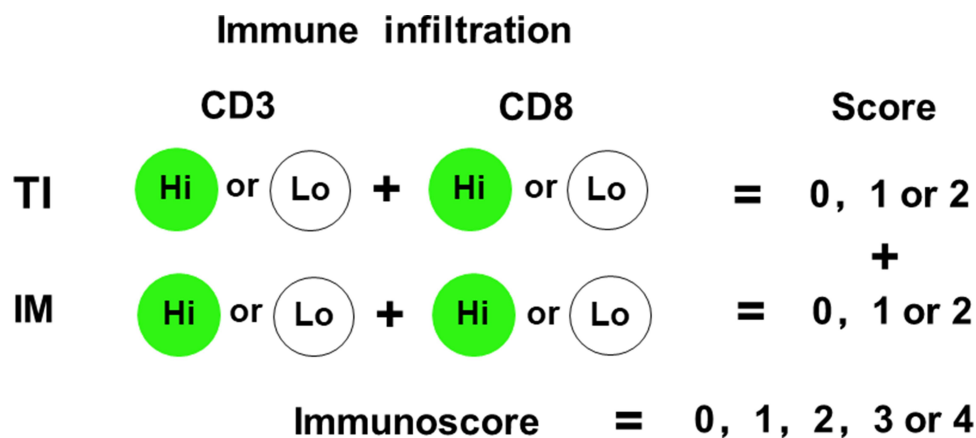 Immune infiltration
CD3 CD8 Score
TI Hi or Lo + Hi or Lo = 0, 1 or 2
+
IM Hi or Lo + Hi or Lo = 0, 1 or 2
Immunoscore = 0, 1, 2, 3 or 4